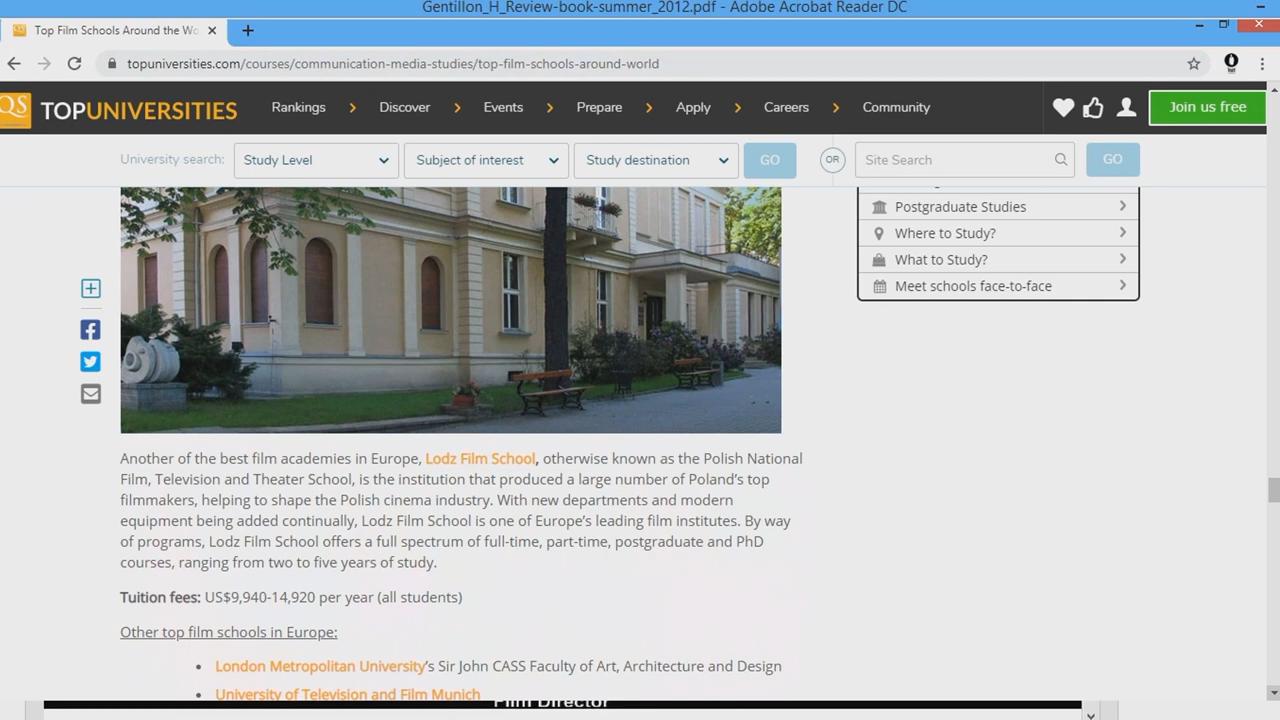 Gentillon_H_Review-book-summer_2012.pdf - Adobe Acrobat Reader DC
Top Film Schools Around the Wo
topuniversities.com/courses/communication-media-studies/top-film-schools-around-world
QS TOPUNIVERSITIES Rankings Discover Events Prepare Apply Careers Community Join us free
University search: Study Level Subject of interest Study destination GO OR Site Search GO
Postgraduate Studies
Where to Study?
What to Study?
Meet schools face-to-face
Another of the best film academies in Europe, Lodz Film School, otherwise known as the Polish National
Film, Television and Theater School, is the institution that produced a large number of Poland’s top
filmmakers, helping to shape the Polish cinema industry. With new departments and modern
equipment being added continually, Lodz Film School is one of Europe’s leading film institutes. By way
of programs, Lodz Film School offers a full spectrum of full-time, part-time, postgraduate and PhD
courses, ranging from two to five years of study.
Tuition fees: US$9,940-14,920 per year (all students)
Other top film schools in Europe:
• London Metropolitan University’s Sir John CASS Faculty of Art, Architecture and Design
• University of Television and Film Munich
Film Director